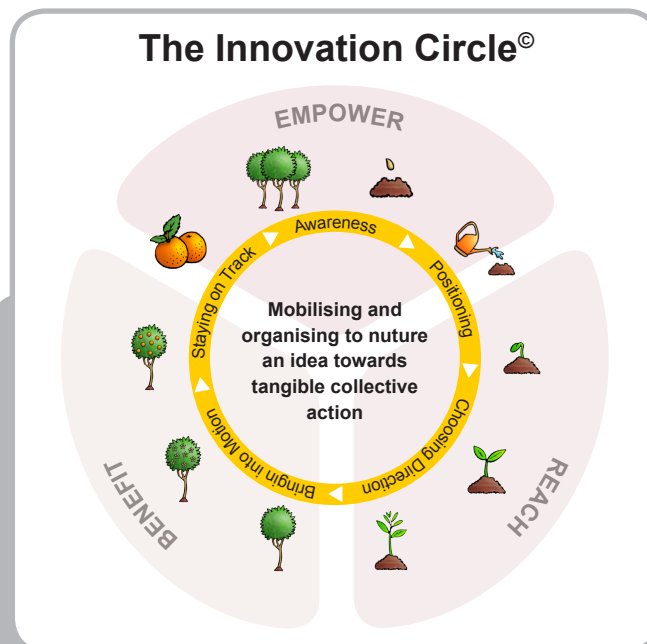 The Innovation Circle©
EMPOWER
Awareness
Positioning
Staying on Track
Mobilising and
organising to nuture
an idea towards
tangible collective
action
Choosing Direction
Bringin into Motion
BENEFIT
REACH